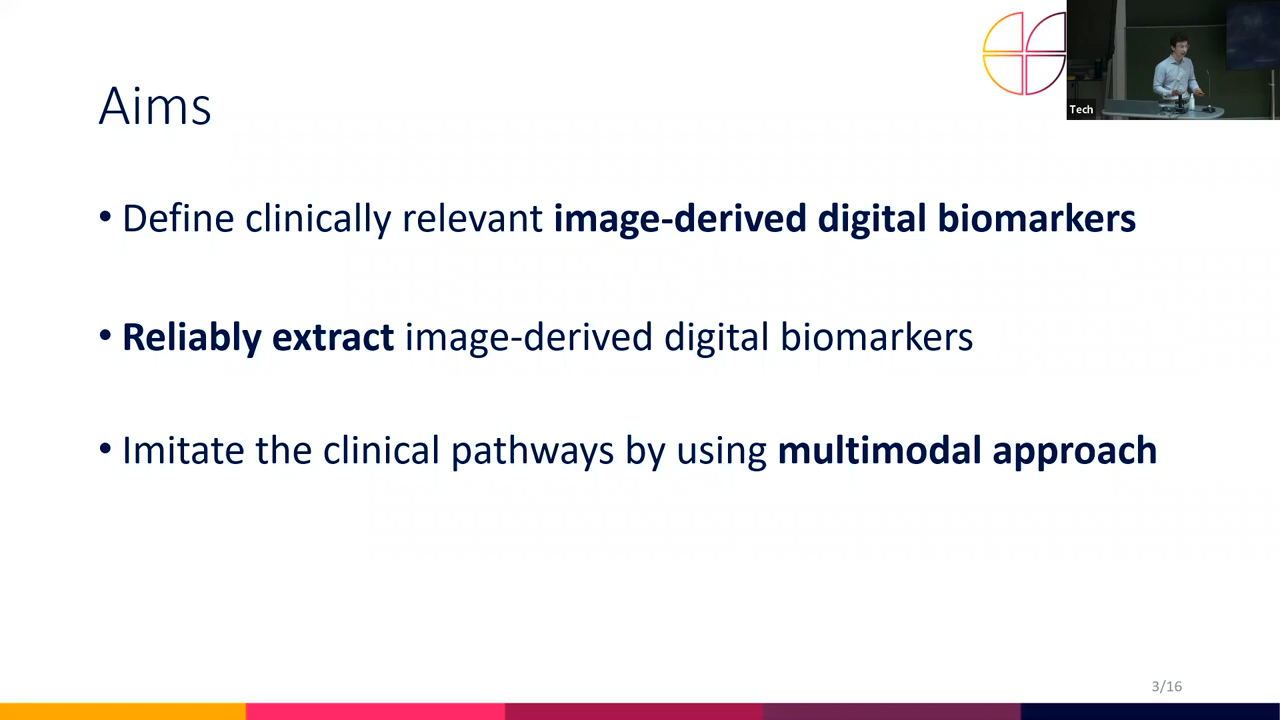 Tech
Aims
• Define clinically relevant image-derived digital biomarkers
• Reliably extract image-derived digital biomarkers
• Imitate the clinical pathways by using multimodal approach
3/16